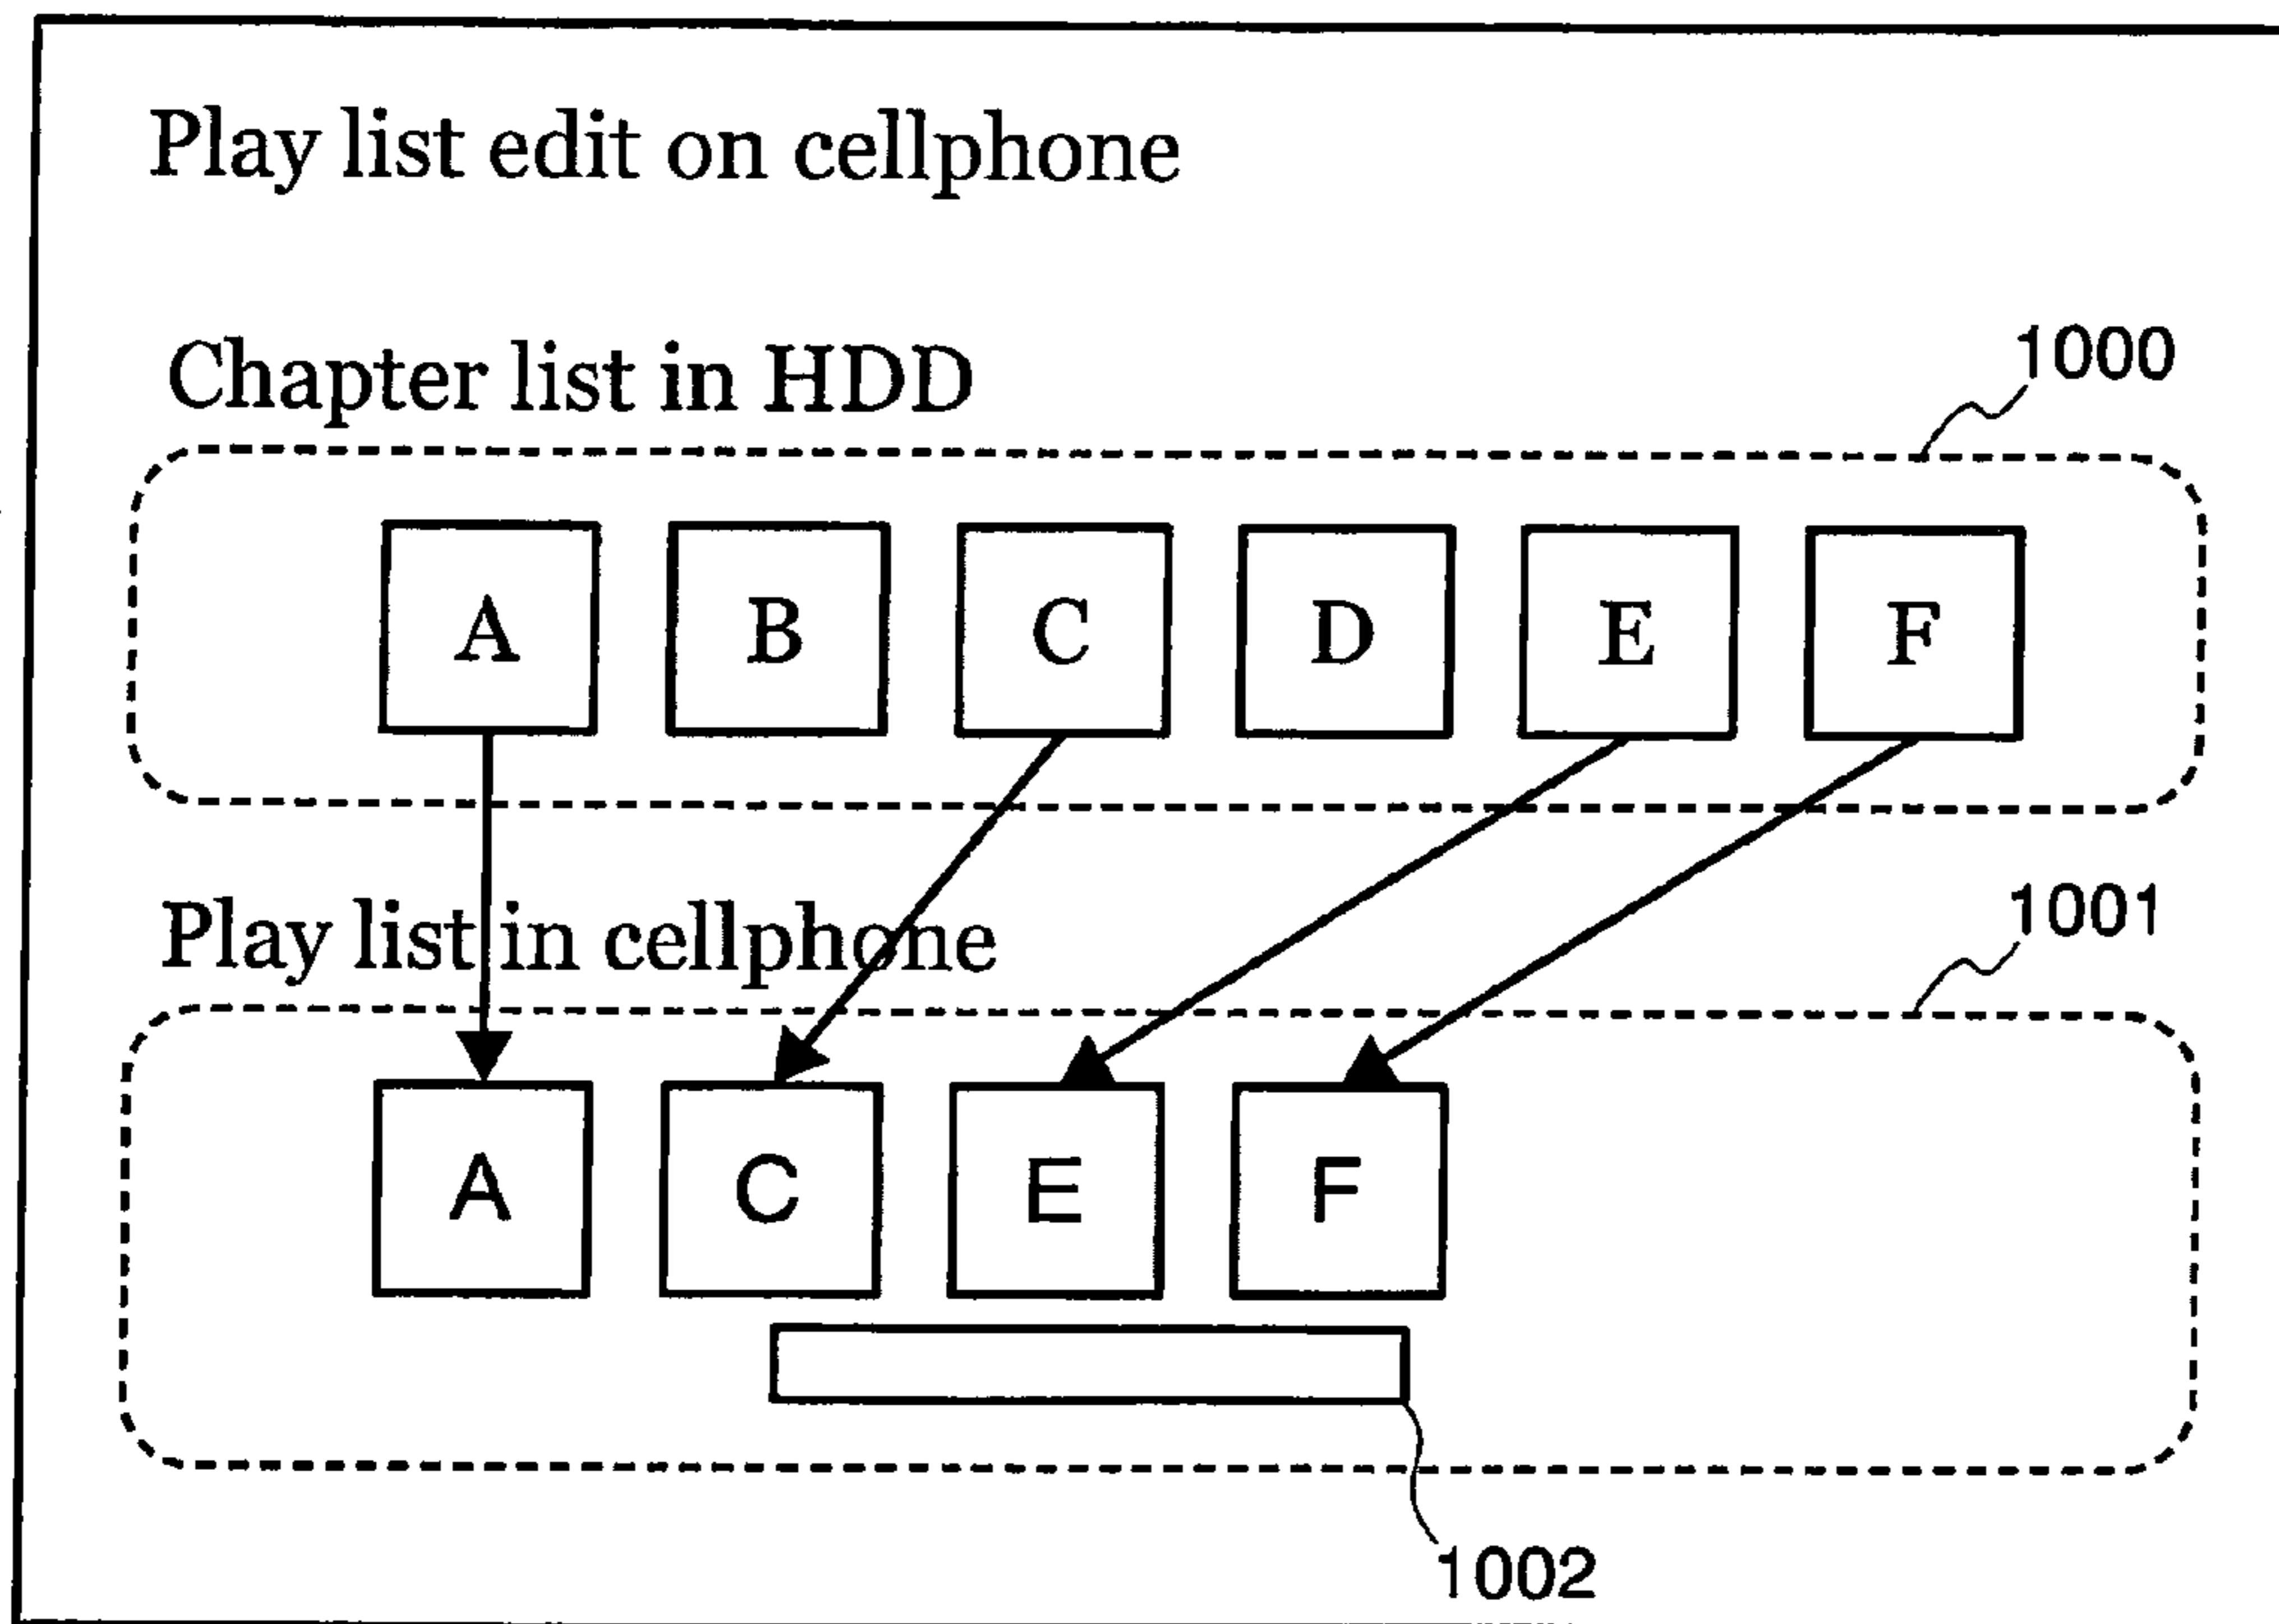 Play list edit on cellphone
Chapter list in HDD
1000
A B C D E F
Play list in cellphone
1001
A C E F
1002